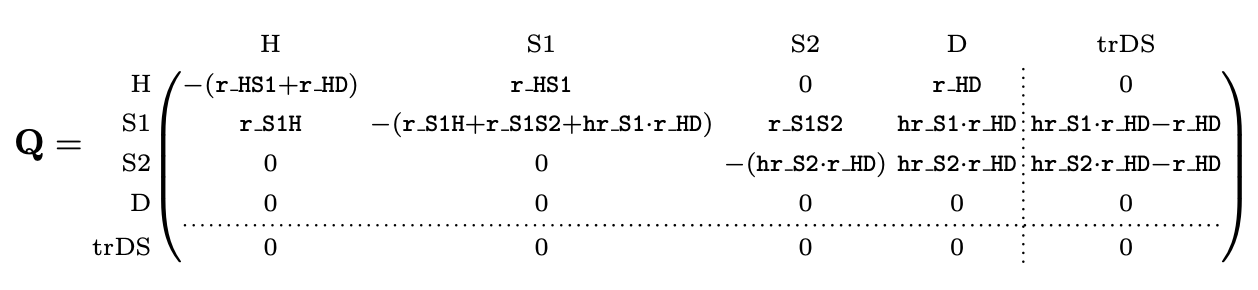 H S1 S2 D trDS
H −(r_HS1+r_HD) r_HS1 0 r_HD 0
Q = S1 r_S1H −(r_S1H+r_S1S2+hr_S1·r_HD) r_S1S2 hr_S1·r_HD hr_S1·r_HD−r_HD
S2 0 0 −(hr_S2·r_HD) hr_S2·r_HD hr_S2·r_HD−r_HD
D 0 0 0 0 0
trDS 0 0 0 0 0